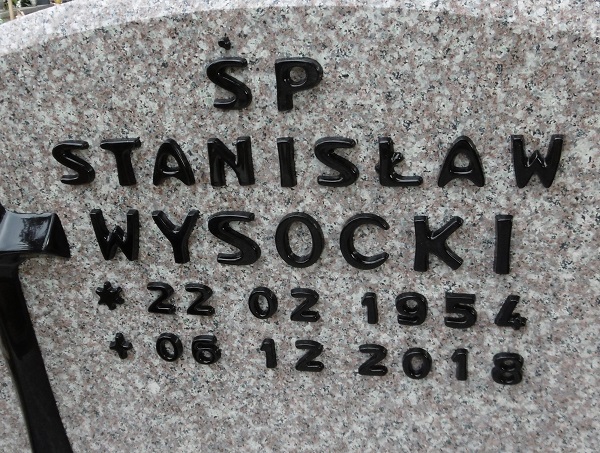 ŚP
STANISŁAW
WYSOCKI
* 22 02 1954
+ 06 12 2018